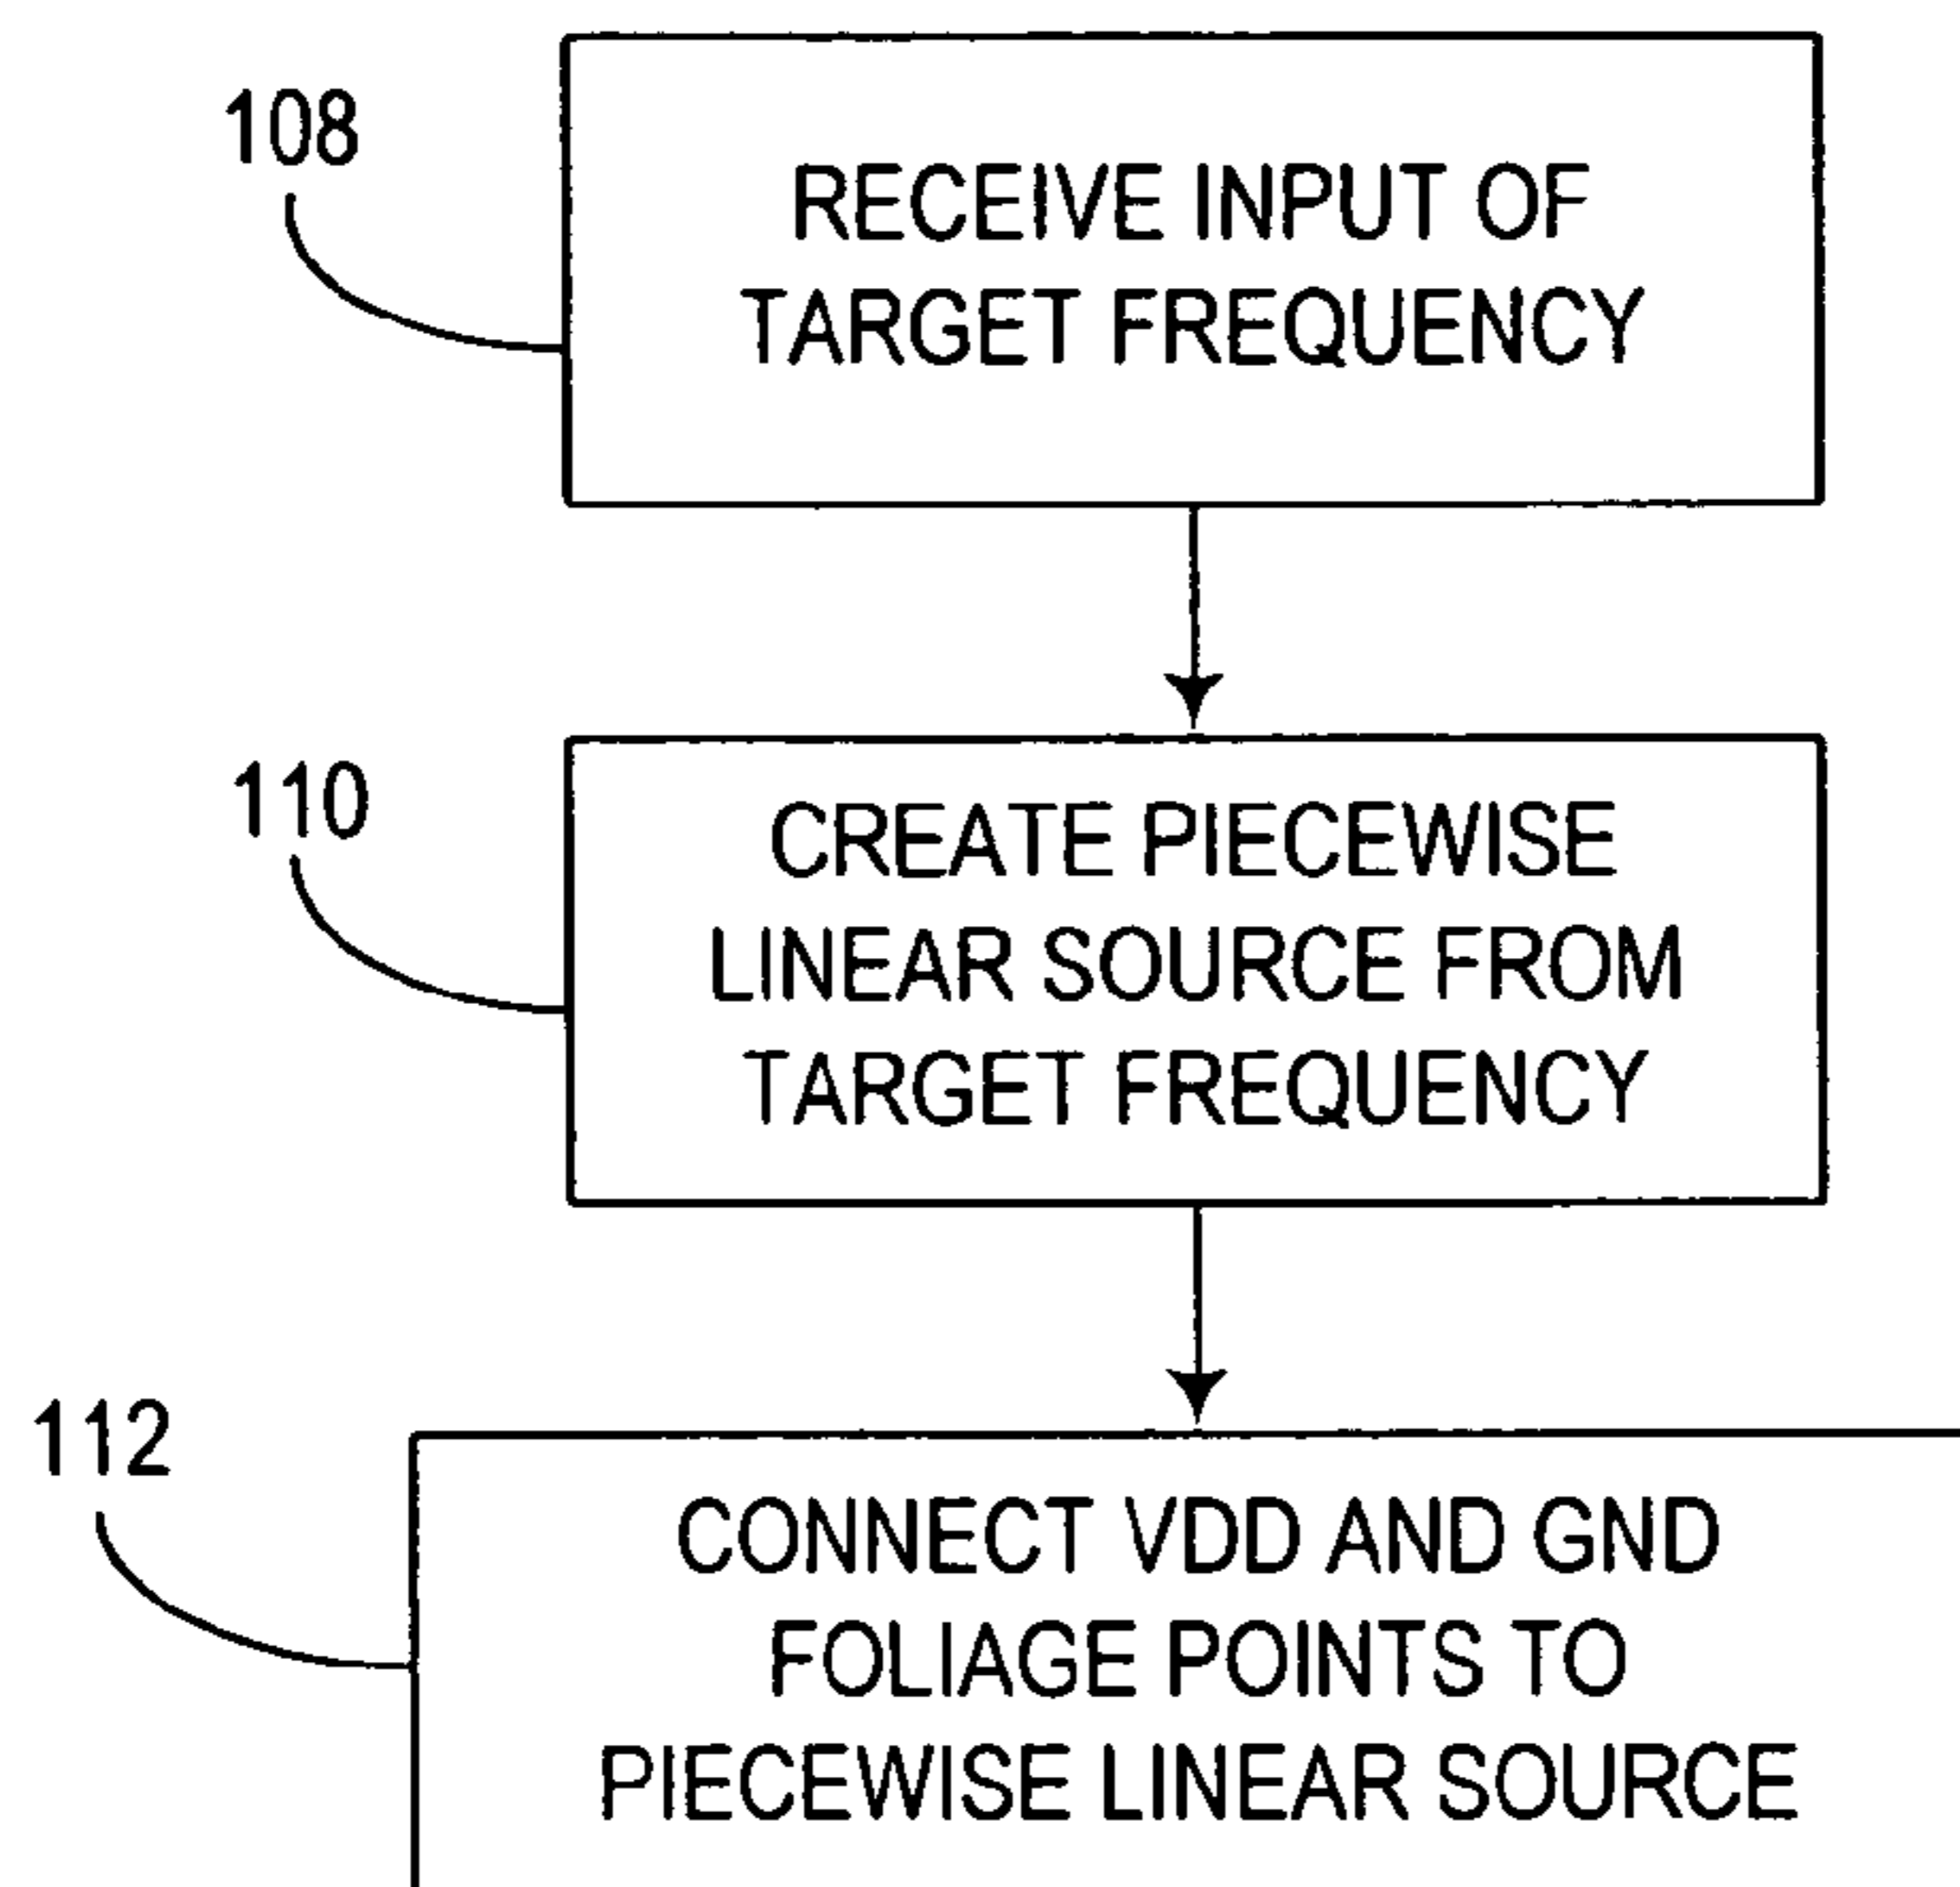 108
RECEIVE INPUT OF
TARGET FREQUENCY
110
CREATE PIECEWISE
LINEAR SOURCE FROM
TARGET FREQUENCY
112
CONNECT VDD AND GND
FOLIAGE POINTS TO
PIECEWISE LINEAR SOURCE